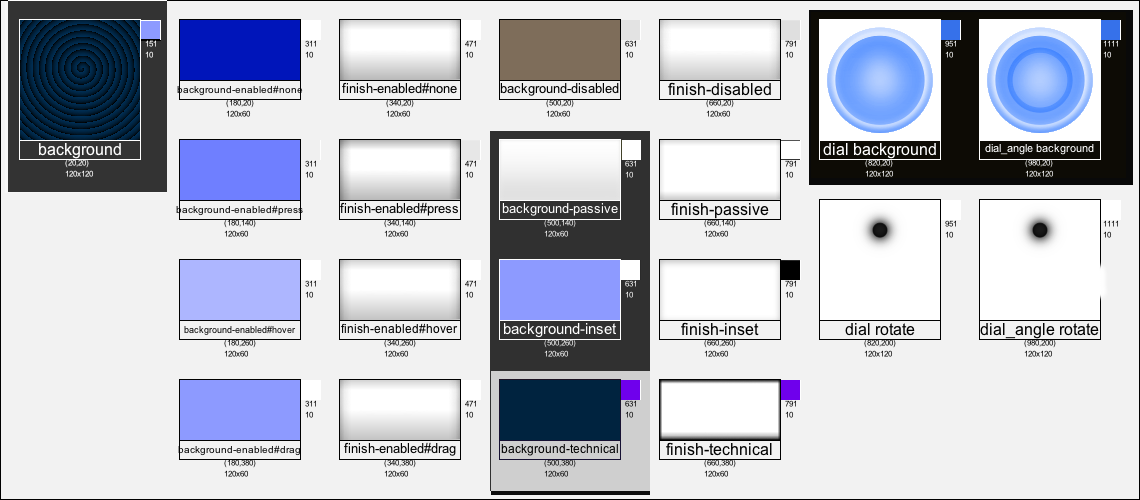 151
10
background
(20,20)
120x120
311
10
background-enabled#none
(180,20)
120x60
471
10
finish-enabled#none
(340,20)
120x60
631
10
background-disabled
(500,20)
120x60
791
10
finish-disabled
(660,20)
120x60
951
10
dial background
(820,20)
120x120
1111
10
dial_angle background
(980,20)
120x120
311
10
background-enabled#press
(180,140)
120x60
471
10
finish-enabled#press
(340,140)
120x60
631
10
background-passive
(500,140)
120x60
791
10
finish-passive
(660,140)
120x60
951
10
dial rotate
(820,200)
120x120
1111
10
dial_angle rotate
(980,200)
120x120
311
10
background-enabled#hover
(180,260)
120x60
471
10
finish-enabled#hover
(340,260)
120x60
631
10
background-inset
(500,260)
120x60
791
10
finish-inset
(660,260)
120x60
311
10
background-enabled#drag
(180,380)
120x60
471
10
finish-enabled#drag
(340,380)
120x60
631
10
background-technical
(500,380)
120x60
791
10
finish-technical
(660,380)
120x60